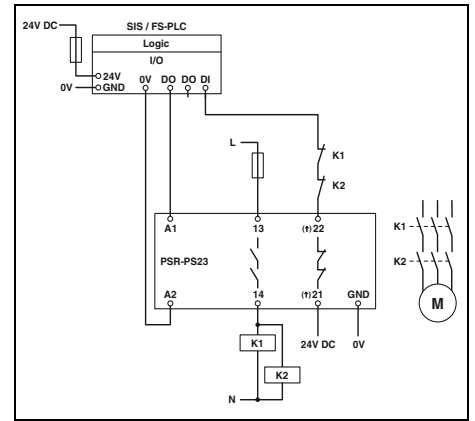 24V DC
SIS / FS-PLC
Logic
I/O
24V 0V DO DO DI
0V GND
L
K1
K2
A1 13 (†) 22
PSR-PS23
A2 14 (†) 21 GND
K1
K2
M
K1
K2
24V DC 0V
N